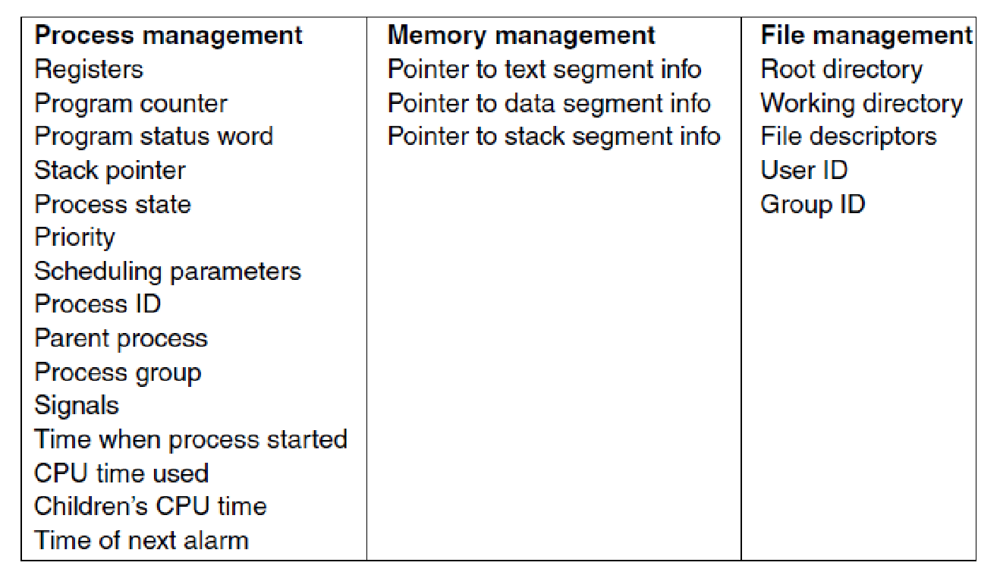 Process management
Registers
Program counter
Program status word
Stack pointer
Process state
Priority
Scheduling parameters
Process ID
Parent process
Process group
Signals
Time when process started
CPU time used
Children’s CPU time
Time of next alarm
Memory management
Pointer to text segment info
Pointer to data segment info
Pointer to stack segment info
File management
Root directory
Working directory
File descriptors
User ID
Group ID